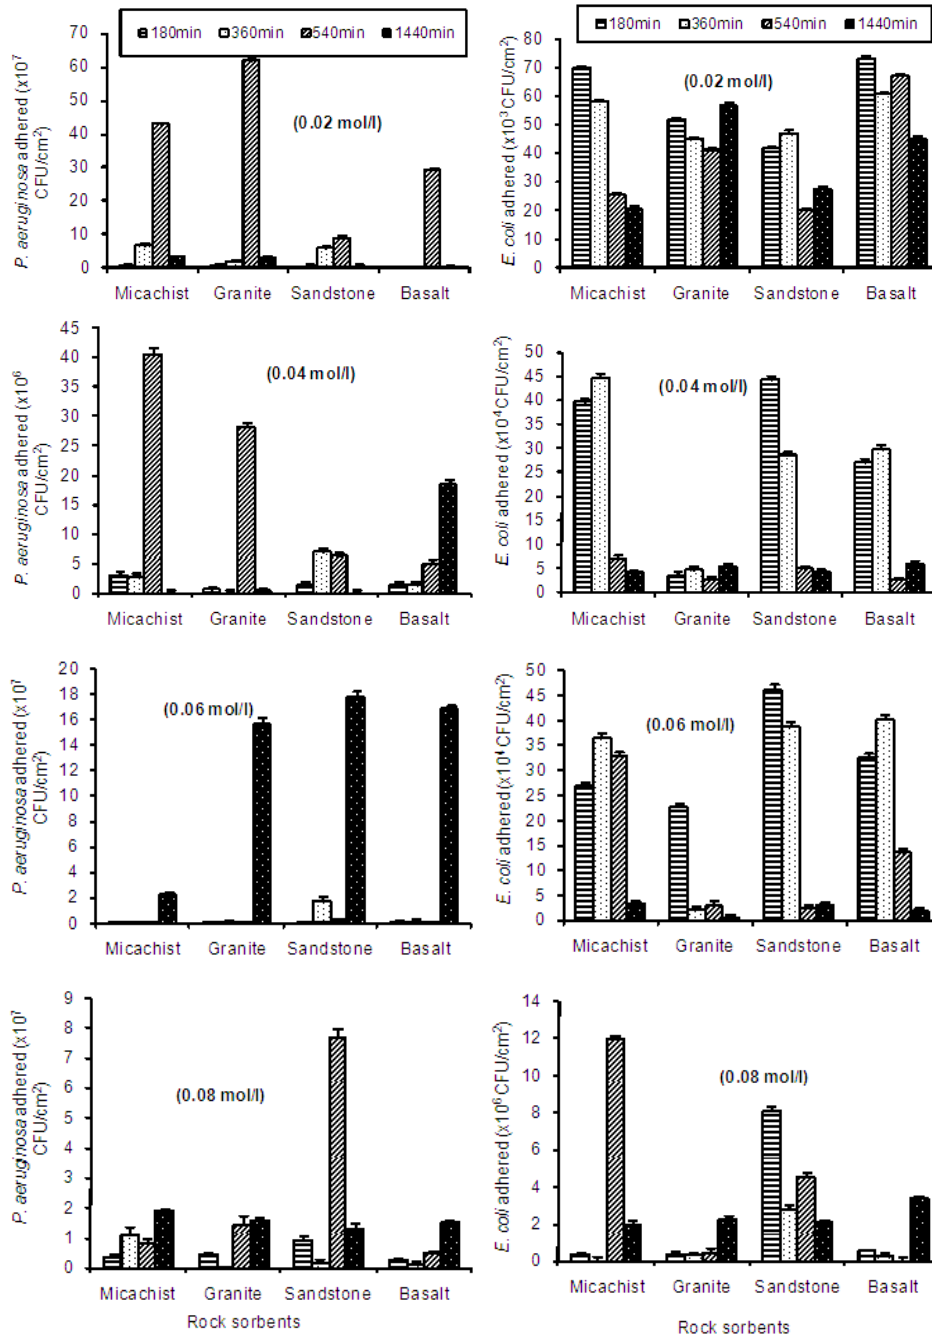 180min 360min 540min 1440min
P. aeruginosa adhered (x10⁷
CFU/cm²)
70
60
50
40
30
20
10
0
(0.02 mol/l)
Micachist Granite Sandstone Basalt
180min 360min 540min 1440min
E. coli adhered (x10³ CFU/cm²)
80
70
60
50
40
30
20
10
0
(0.02 mol/l)
Micachist Granite Sandstone Basalt
P. aeruginosa adhered (x10⁶
CFU/cm²)
45
40
35
30
25
20
15
10
5
0
(0.04 mol/l)
Micachist Granite Sandstone Basalt
E. coli adhered (x10⁴ CFU/cm²)
50
45
40
35
30
25
20
15
10
5
0
(0.04 mol/l)
Micachist Granite Sandstone Basalt
P. aeruginosa adhered (x10⁷
CFU/cm²)
20
18
16
14
12
10
8
6
4
2
0
(0.06 mol/l)
Micachist Granite Sandstone Basalt
E. coli adhered (x10⁴ CFU/cm²)
50
45
40
35
30
25
20
15
10
5
0
(0.06 mol/l)
Micachist Granite Sandstone Basalt
P. aeruginosa adhered (x10⁷
CFU/cm²)
9
8
7
6
5
4
3
2
1
0
(0.08 mol/l)
Micachist Granite Sandstone Basalt
Rock sorbents
E. coli adhered (x10⁶ CFU/cm²)
14
12
10
8
6
4
2
0
(0.08 mol/l)
Micachist Granite Sandstone Basalt
Rock sorbents